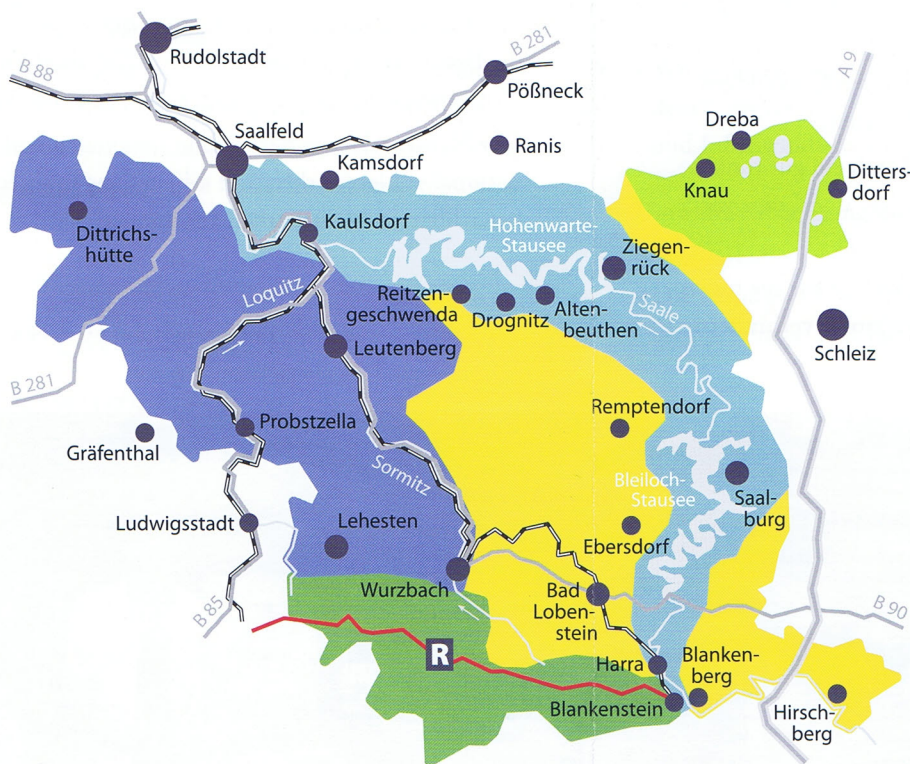 Rudolstadt
B 88
B 281
A 9
Pößneck
Saalfeld
Ranis
Dreba
Kamsdorf
Knau
Ditters-
dorf
Dittrichs-
hütte
Kaulsdorf
Hohenwarte-
Stausee
Ziegen-
rück
Loquitz
Reitzen-
geschwenda
Drognitz
Alten-
beuthen
Saale
Leutenberg
Schleiz
B 281
Probstzella
Remptendorf
Gräfenthal
Sormitz
Bleiloch-
Stausee
Saal-
burg
Ludwigsstadt
Lehesten
Ebersdorf
Wurzbach
Bad
Loben-
stein
B 85
B 90
R
Harra
Blanken-
berg
Blankenstein
Hirsch-
berg